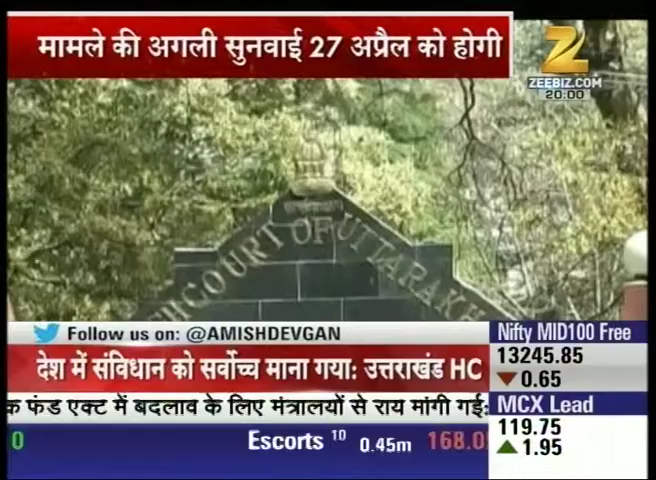 मामले की अगली सुनवाई 27 अप्रैल को होगी
ZEEBIZ.COM
20:00
HIGH COURT OF UTTARAKH
Follow us on: @AMISHDEVGAN
Nifty MID100 Free
13245.85
0.65
देश में संविधान को सर्वोच्च माना गया: उत्तराखंड HC
क फंड एक्ट में बदलाव के लिए मंत्रालयों से राय मांगी गई:
MCX Lead
119.75
1.95
0
Escorts 10 0.45m 168.0